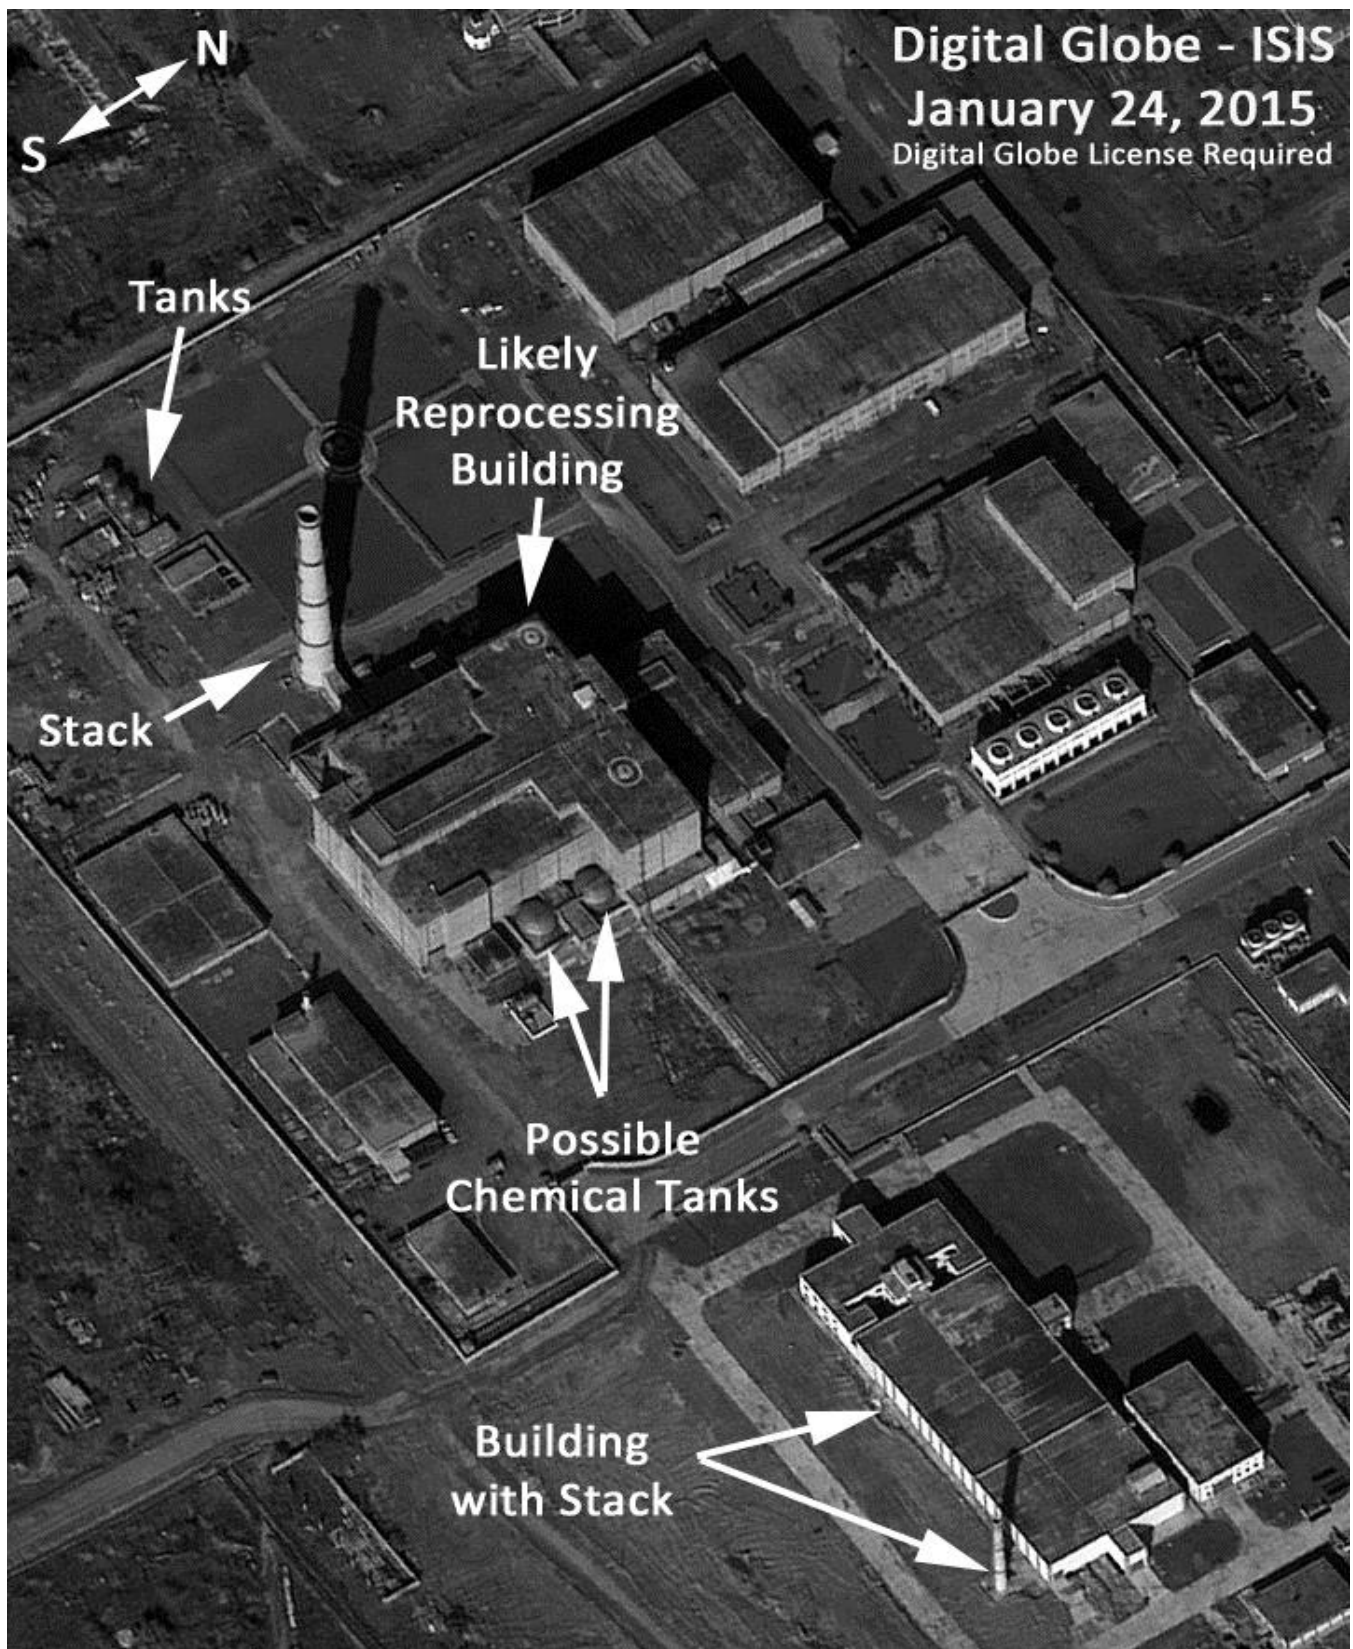 N
S
Digital Globe - ISIS
January 24, 2015
Digital Globe License Required
Tanks
Likely
Reprocessing
Building
Stack
Possible
Chemical Tanks
Building
with Stack